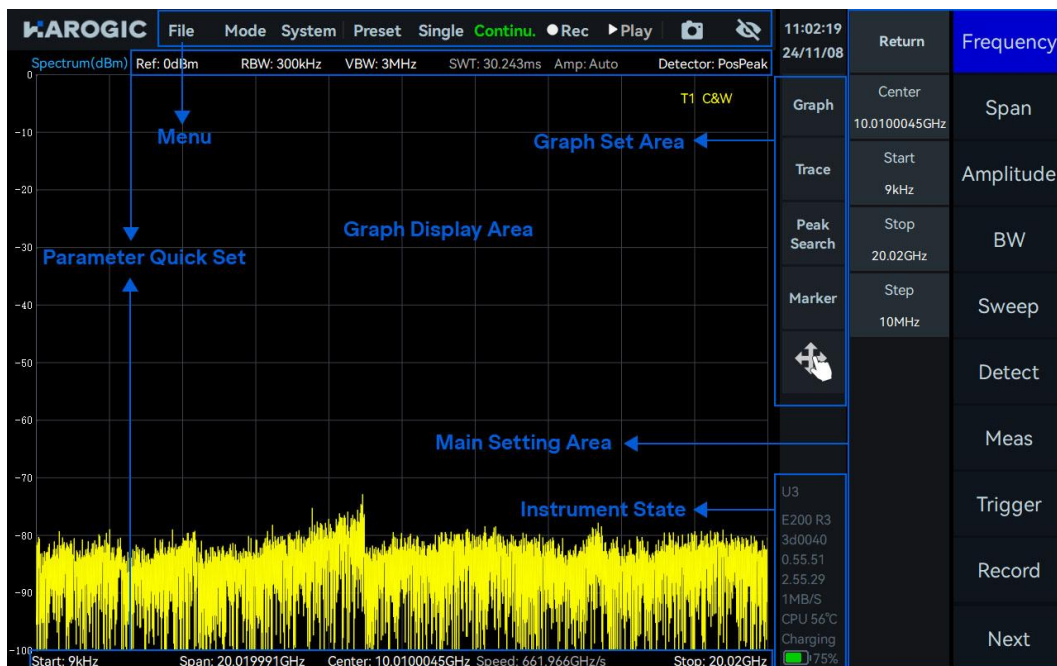 HAROGIC File Mode System Preset Single Continu. Rec Play
11:02:19
24/11/08
Spectrum(dBm) Ref: 0dBm RBW: 300kHz VBW: 3MHz SWT: 30.243ms Amp: Auto Detector: PosPeak
T1 C&W
0
-10
-20
-30
-40
-50
-60
-70
-80
-90
-100
Menu
Graph Set Area
Graph Display Area
Parameter Quick Set
Main Setting Area
Instrument State
Start: 9kHz Span: 20.019991GHz Center: 10.0100045GHz Speed: 661.966GHz/s Stop: 20.02GHz
Graph
Trace
Peak
Search
Marker
U3
E200 R3
3d0040
0.55.51
2.55.29
1MB/S
CPU 56℃
Charging
75%
Return
Center
10.0100045GHz
Start
9kHz
Stop
20.02GHz
Step
10MHz
Frequency
Span
Amplitude
BW
Sweep
Detect
Meas
Trigger
Record
Next